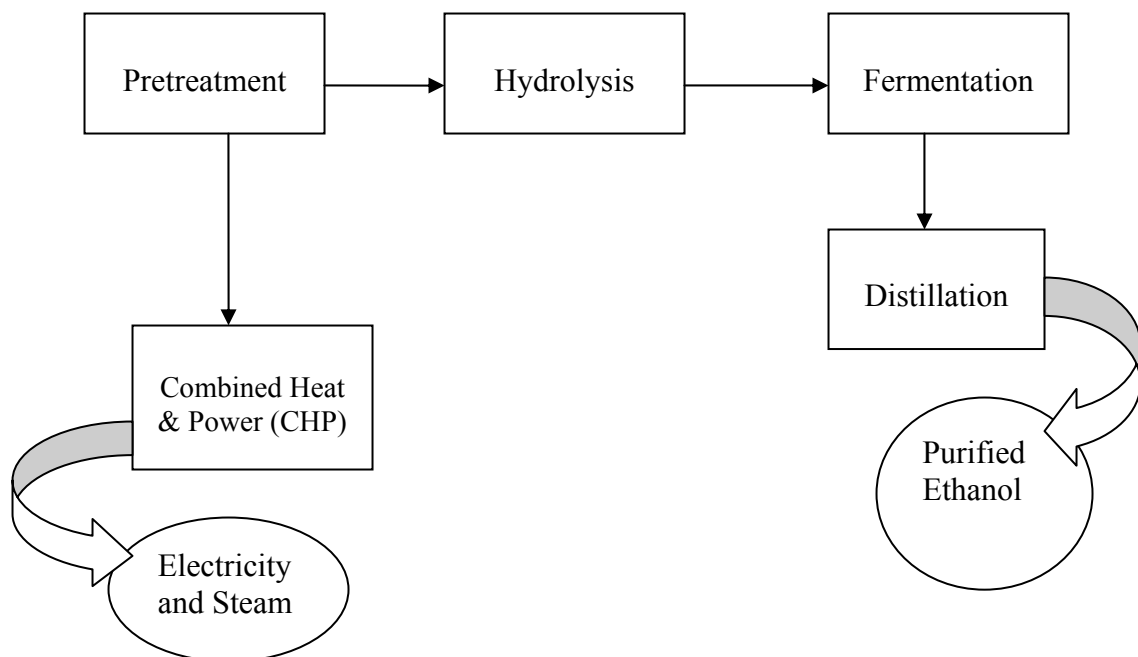 Pretreatment
Hydrolysis
Fermentation
Distillation
Combined Heat
& Power (CHP)
Purified
Ethanol
Electricity
and Steam